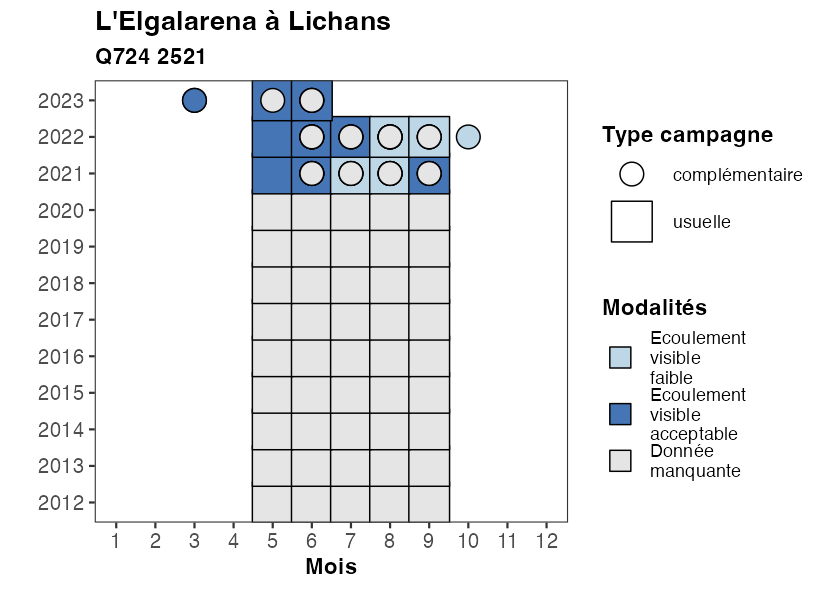 L'Elgalarena à Lichans
Q724 2521
2023
2022
2021
2020
2019
2018
2017
2016
2015
2014
2013
2012
1 2 3 4 5 6 7 8 9 10 11 12
Mois
Type campagne
complémentaire
usuelle
Modalités
Ecoulement
visible
faible
Ecoulement
visible
acceptable
Donnée
manquante